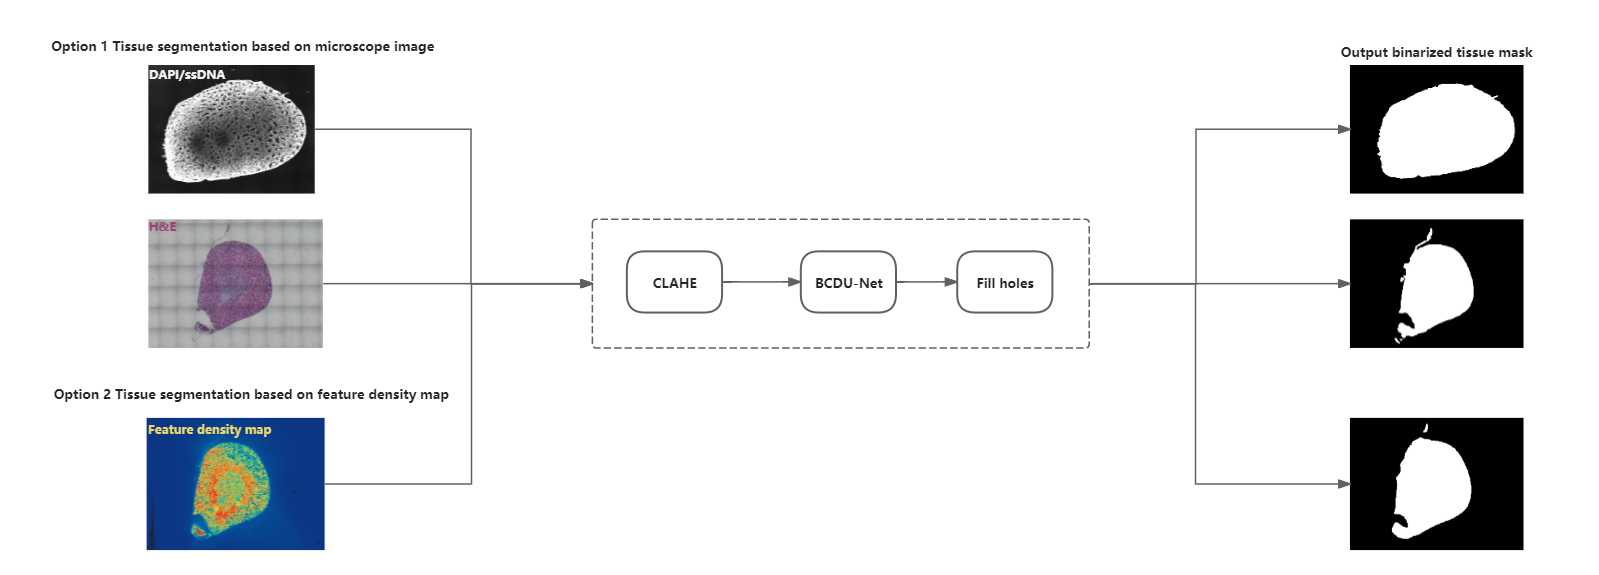 Option 1 Tissue segmentation based on microscope image
DAPI/ssDNA
H&E
Option 2 Tissue segmentation based on feature density map
Feature density map
CLAHE
BCDU-Net
Fill holes
Output binarized tissue mask